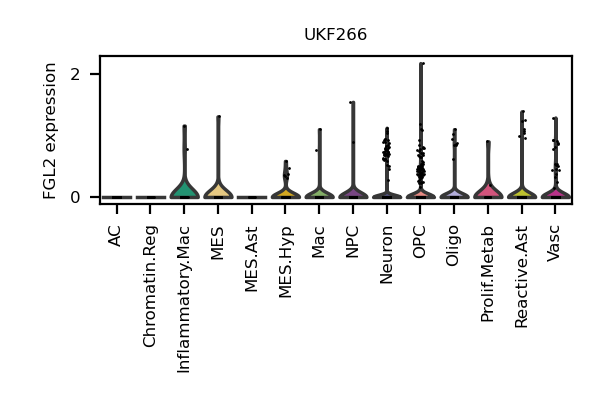 UKF266
FGL2 expression
2
0
AC
Chromatin.Reg
Inflammatory.Mac
MES
MES.Ast
MES.Hyp
Mac
NPC
Neuron
OPC
Oligo
Prolif.Metab
Reactive.Ast
Vasc